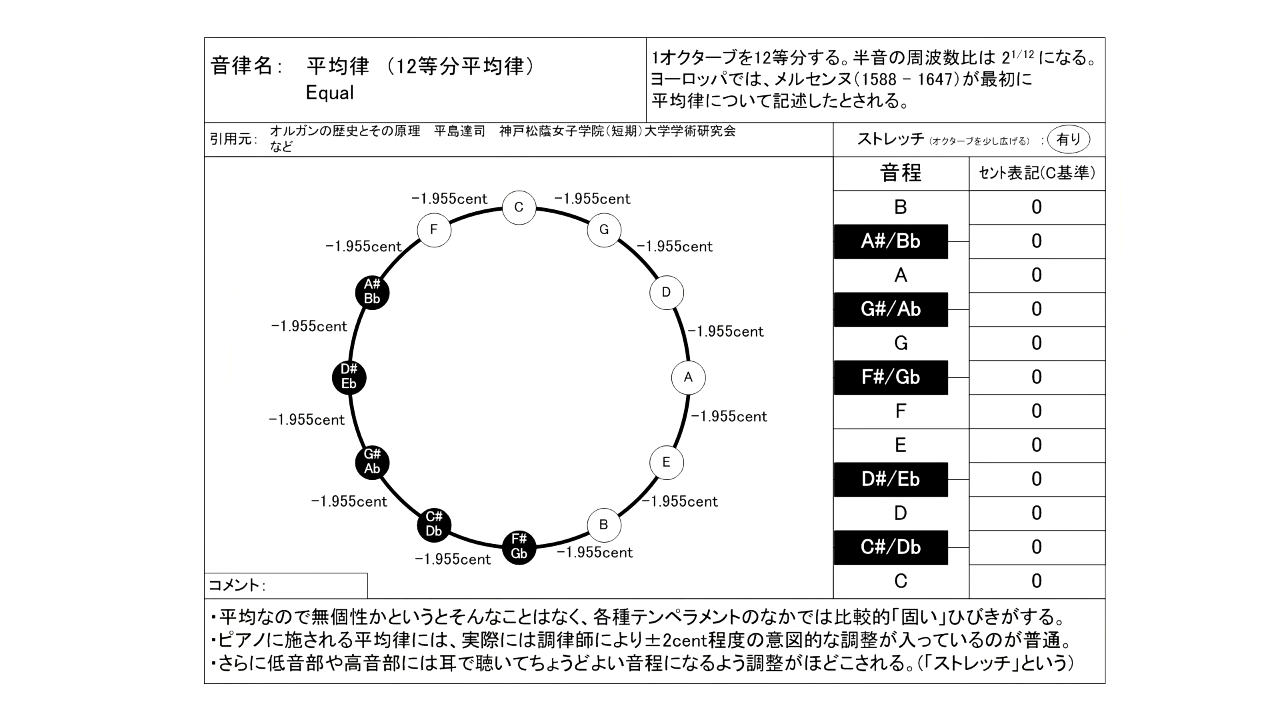 音律名： 平均律 （12等分平均律）
Equal
1オクターブを12等分する。半音の周波数比は 2^1/12 になる。
ヨーロッパでは、メルセンヌ（1588 - 1647）が最初に
平均律について記述したとされる。
引用元：
オルガンの歴史とその原理 平島達司 神戸松蔭女子学院（短期）大学学術研究会
など
ストレッチ （オクターブを少し広げる） ： 有り
-1.955cent
-1.955cent
-1.955cent
-1.955cent
-1.955cent
-1.955cent
-1.955cent
-1.955cent
-1.955cent
-1.955cent
-1.955cent
-1.955cent
C
G
D
A
E
B
F#
Gb
C#
Db
G#
Ab
D#
Eb
A#
Bb
F
音程 セント表記（C基準）
B 0
A#/Bb 0
A 0
G#/Ab 0
G 0
F#/Gb 0
F 0
E 0
D#/Eb 0
D 0
C#/Db 0
C 0
コメント：
・平均なので無個性かというとそんなことはなく、各種テンペラメントのなかでは比較的「固い」ひびきがする。
・ピアノに施される平均律には、実際には調律師により±2cent程度の意図的な調整が入っているのが普通。
・さらに低音部や高音部には耳で聴いてちょうどよい音程になるよう調整がほどこされる。（「ストレッチ」という）